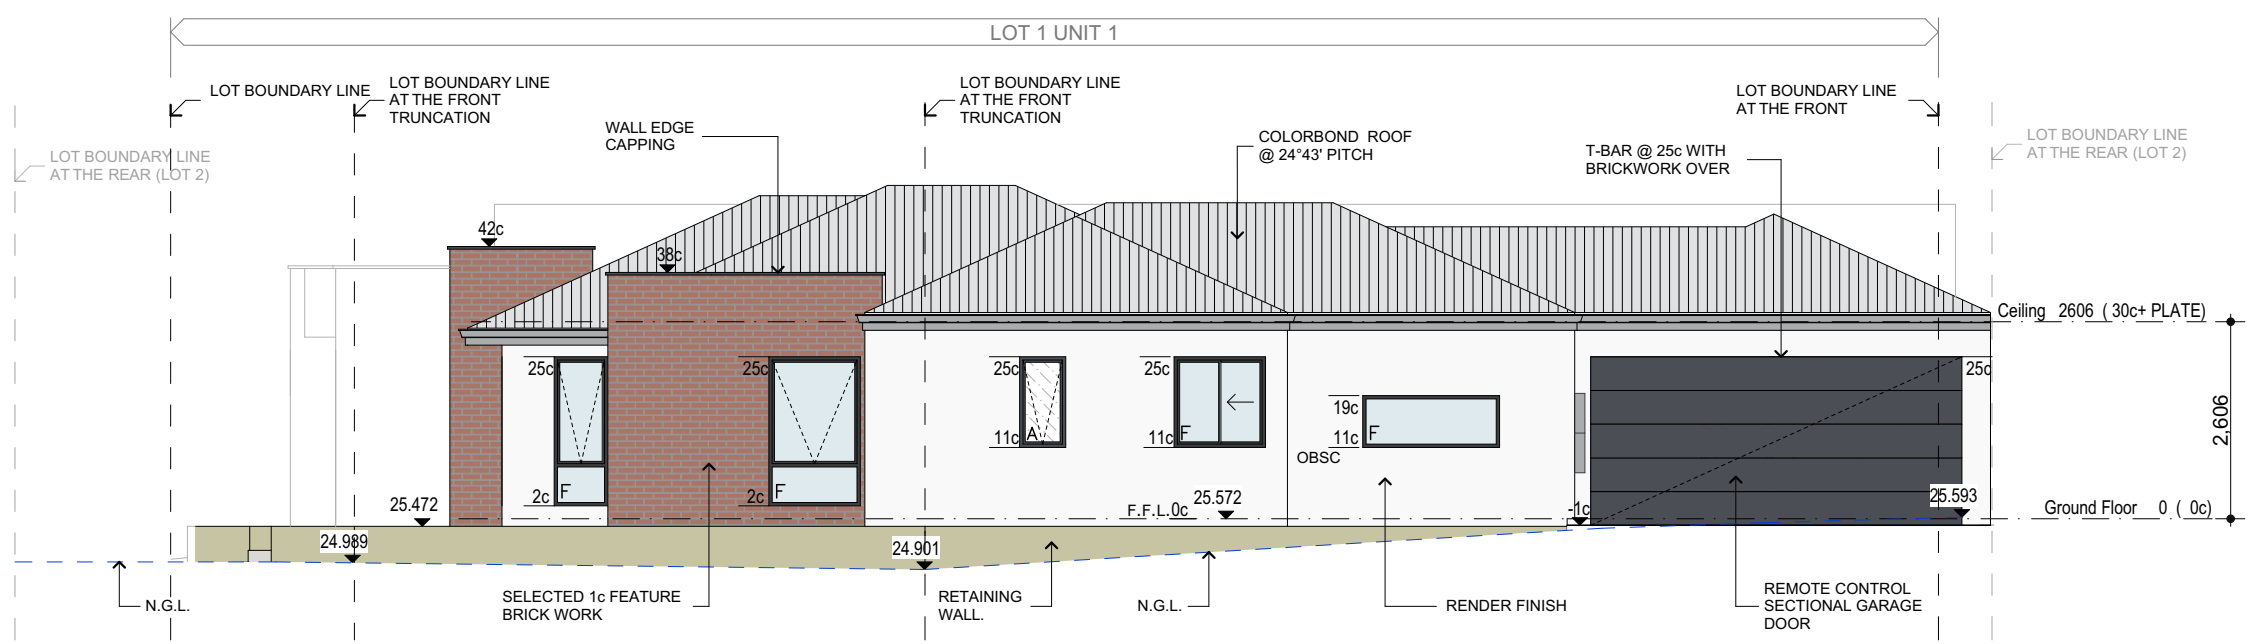 LOT 1 UNIT 1
LOT BOUNDARY LINE
LOT BOUNDARY LINE
AT THE FRONT
TRUNCATION
LOT BOUNDARY LINE
AT THE FRONT
TRUNCATION
LOT BOUNDARY LINE
AT THE FRONT
LOT BOUNDARY LINE
AT THE REAR (LOT 2)
WALL EDGE
CAPPING
COLORBOND ROOF
@ 24°43' PITCH
T-BAR @ 25c WITH
BRICKWORK OVER
LOT BOUNDARY LINE
AT THE REAR (LOT 2)
42c
38c
Ceiling 2606 ( 30c+ PLATE)
25c
25c
25c
25c
25c
19c
11c
A
11c
F
11c
F
OBSC
2,606
2c
F
2c
F
25.472
F.F.L.0c
25.572
-1c
25.593
Ground Floor 0 ( 0c)
24.989
24.901
N.G.L.
SELECTED 1c FEATURE
BRICK WORK
RETAINING
WALL.
N.G.L.
RENDER FINISH
REMOTE CONTROL
SECTIONAL GARAGE
DOOR